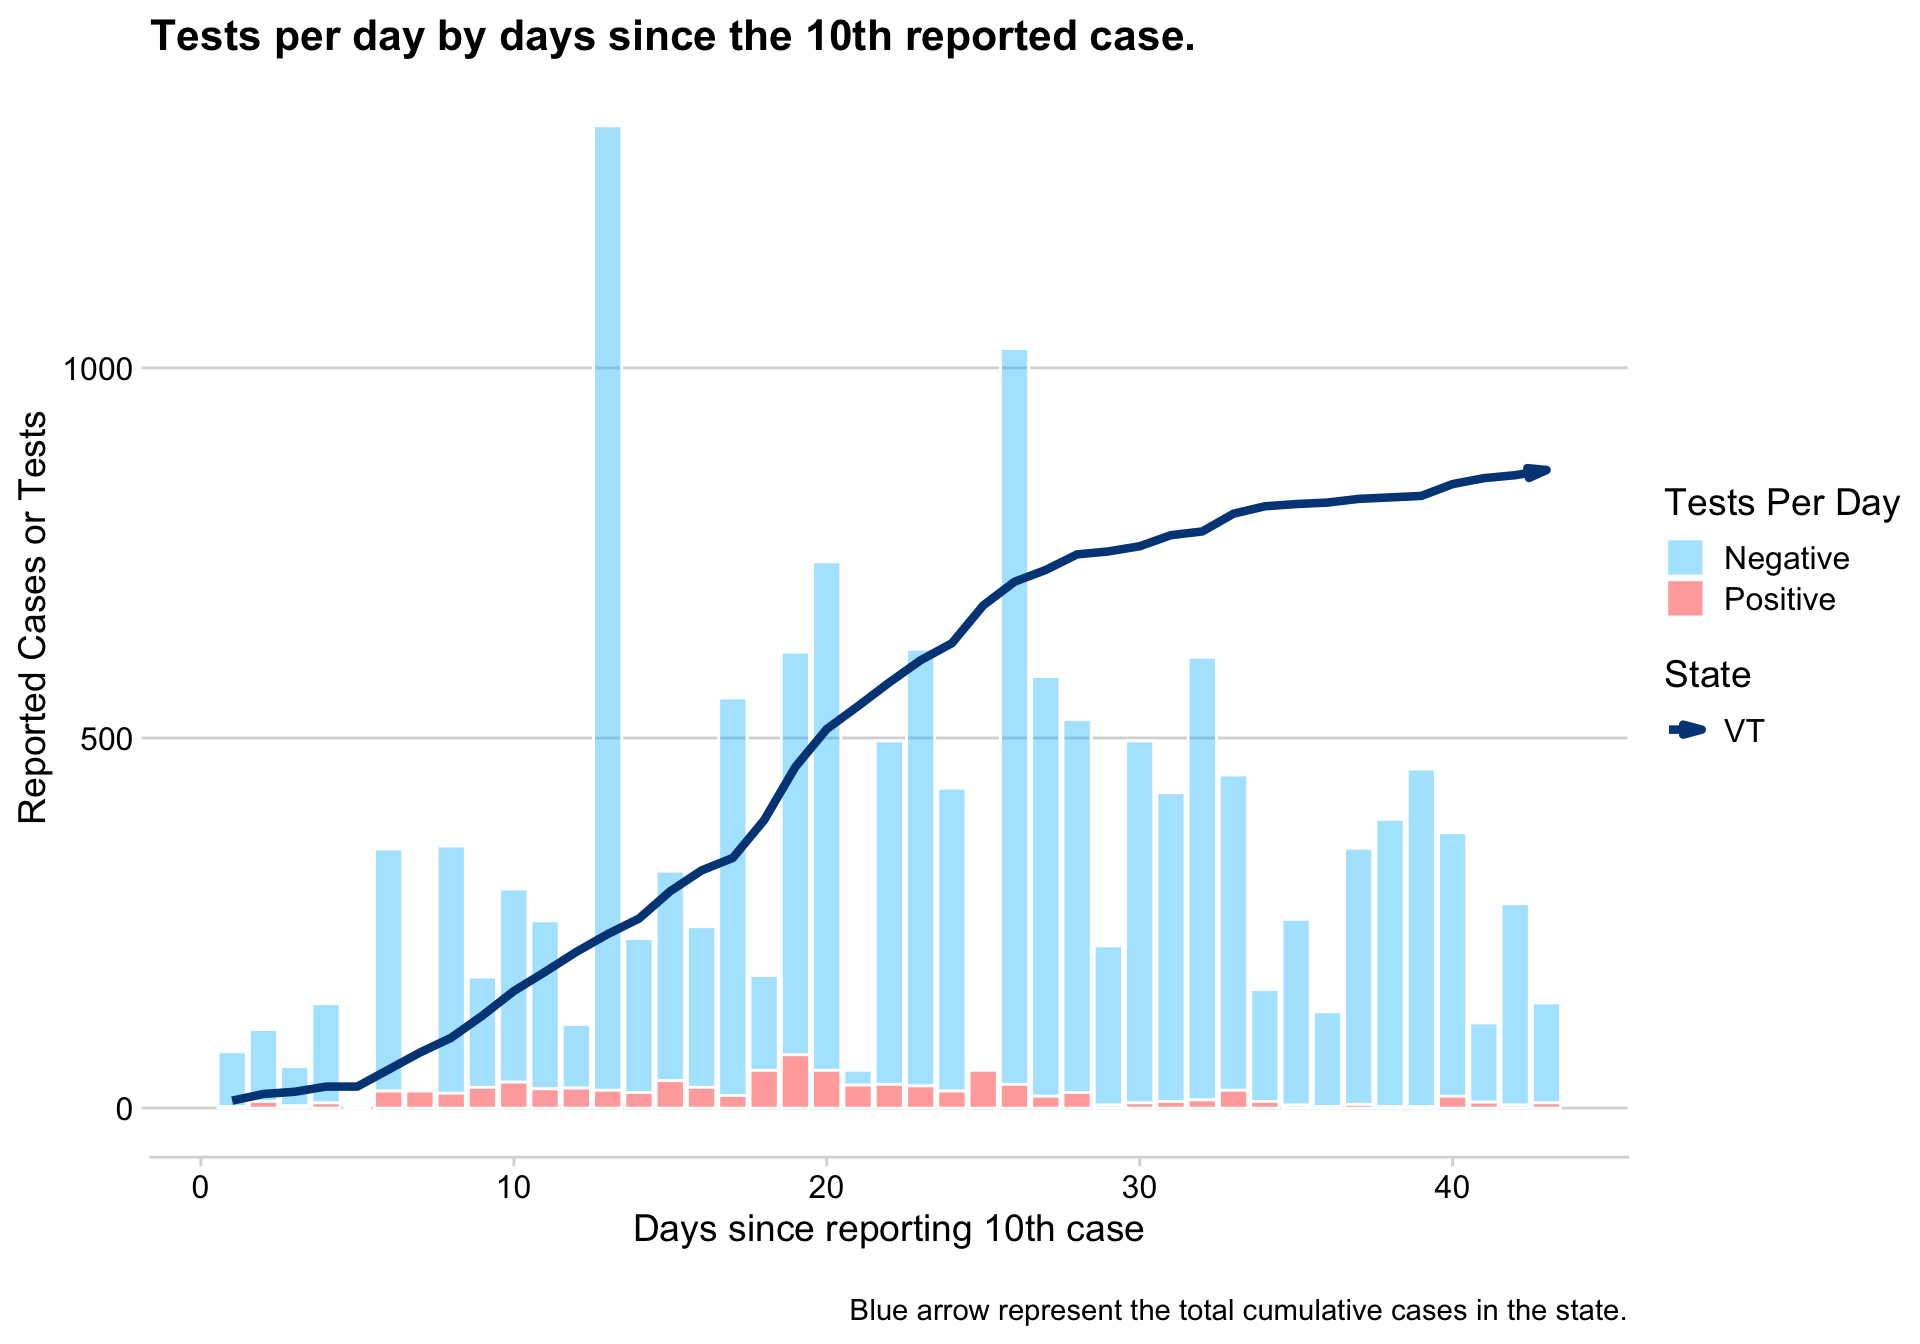 Tests per day by days since the 10th reported case.
Reported Cases or Tests
1000
500
0
0 10 20 30 40
Days since reporting 10th case
Tests Per Day
Negative
Positive
State
VT
Blue arrow represent the total cumulative cases in the state.